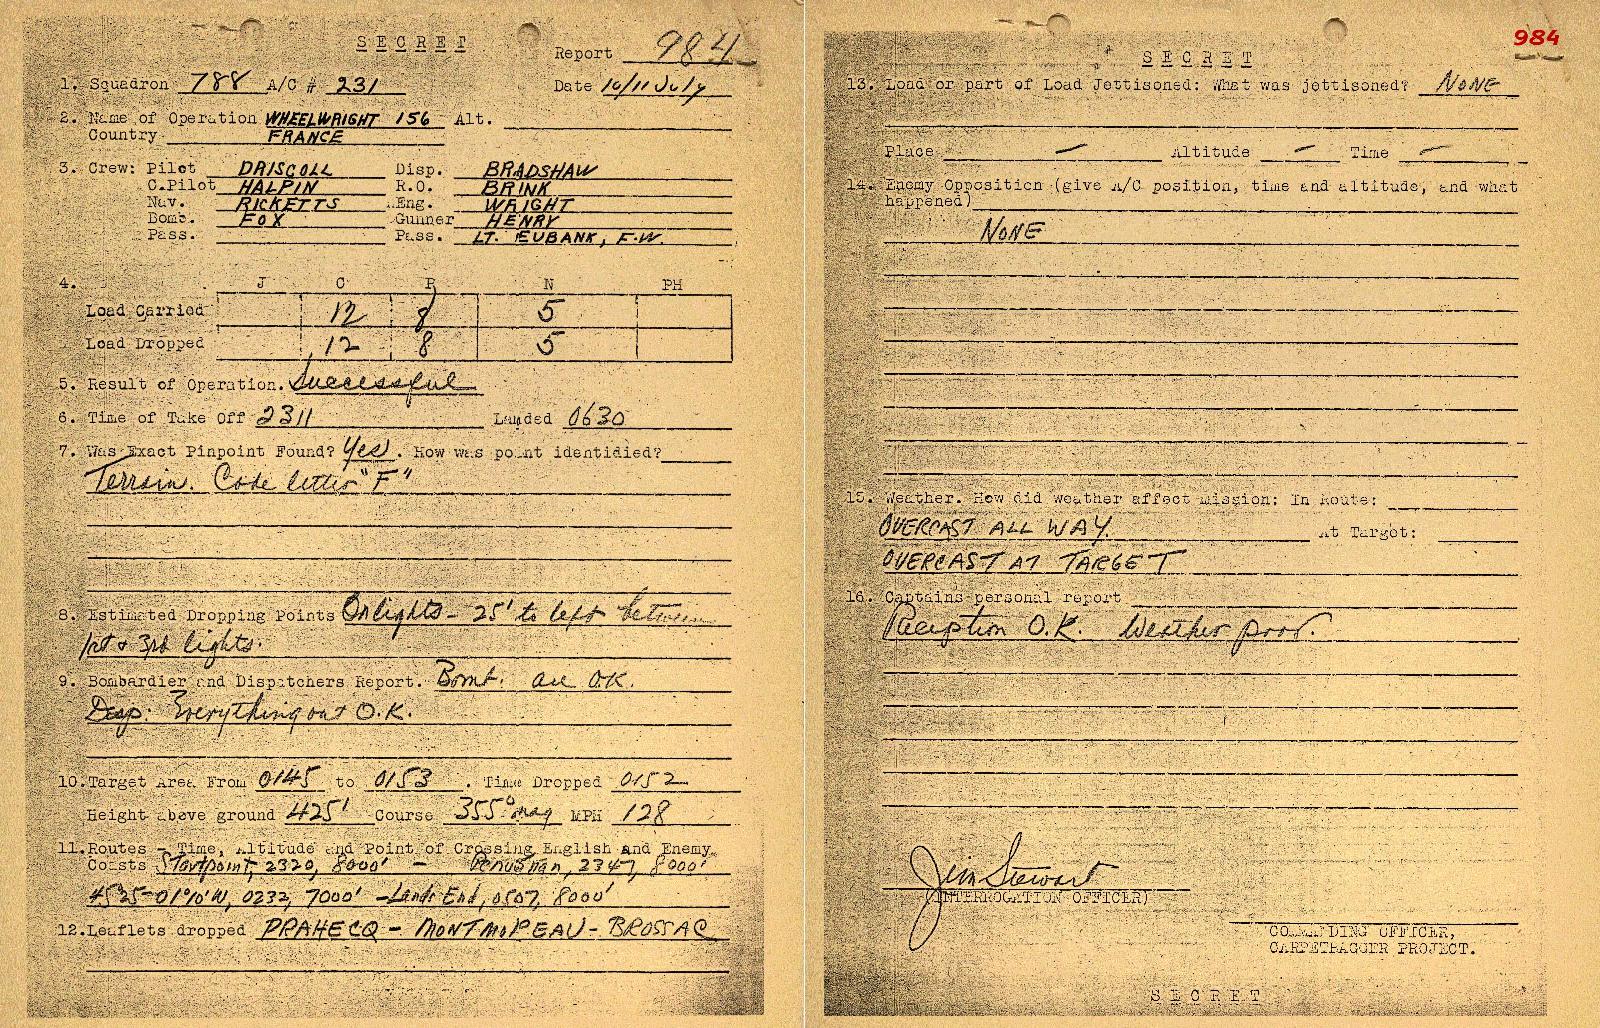 SECRET
Report 984
1. Squadron 788 A/C # 231 Date 10/11 July
2. Name of Operation WHEELWRIGHT 156 Alt.
Country FRANCE
3. Crew: Pilot DRISCOLL Disp. BRADSHAW
C.Pilot HALPIN R.O. BRINK
Nav. RICKETTS Eng. WRIGHT
Bomb. FOX Gunner HENRY
Pass. Pass. LT. EUBANK, F.W.
4. J C P N PH
Load Carried 12 8 5
Load Dropped 12 8 5
5. Result of Operation. Successful
6. Time of Take Off 2311 Landed 0630
7. Was Exact Pinpoint Found? Yes. How was point identidied?
Terrain. Code letter "F"
8. Estimated Dropping Points On lights - 25' to left between
1st & 3rd lights.
9. Bombardier and Dispatchers Report. Bomb: all O.K.
Disp: Everything out O.K.
10. Target Area From 0145 to 0153. Time Dropped 0152
Height above ground 425' Course 355° mag MPH 128
11. Routes - Time, Altitude and Point of Crossing English and Enemy
Coasts Startpoint, 2320, 8000' - 2347, 8000'
0232, 7000' - Lands End, 0507, 8000'
12. Leaflets dropped PRAHECQ - MONTMOREAU - BROSSAC
984
SECRET
13. Load or part of Load Jettisoned: What was jettisoned? NONE
Place — Altitude — Time —
14. Enemy Opposition (give A/C position, time and altitude, and what
happened)
NONE
15. Weather. How did weather affect mission: In Route:
OVERCAST ALL WAY. At Target:
OVERCAST AT TARGET
16. Captains personal report
Reception O.K. Weather poor.
Jim Stewart
(INTERROGATION OFFICER)
COMMANDING OFFICER,
CARPETBAGGER PROJECT.
SECRET